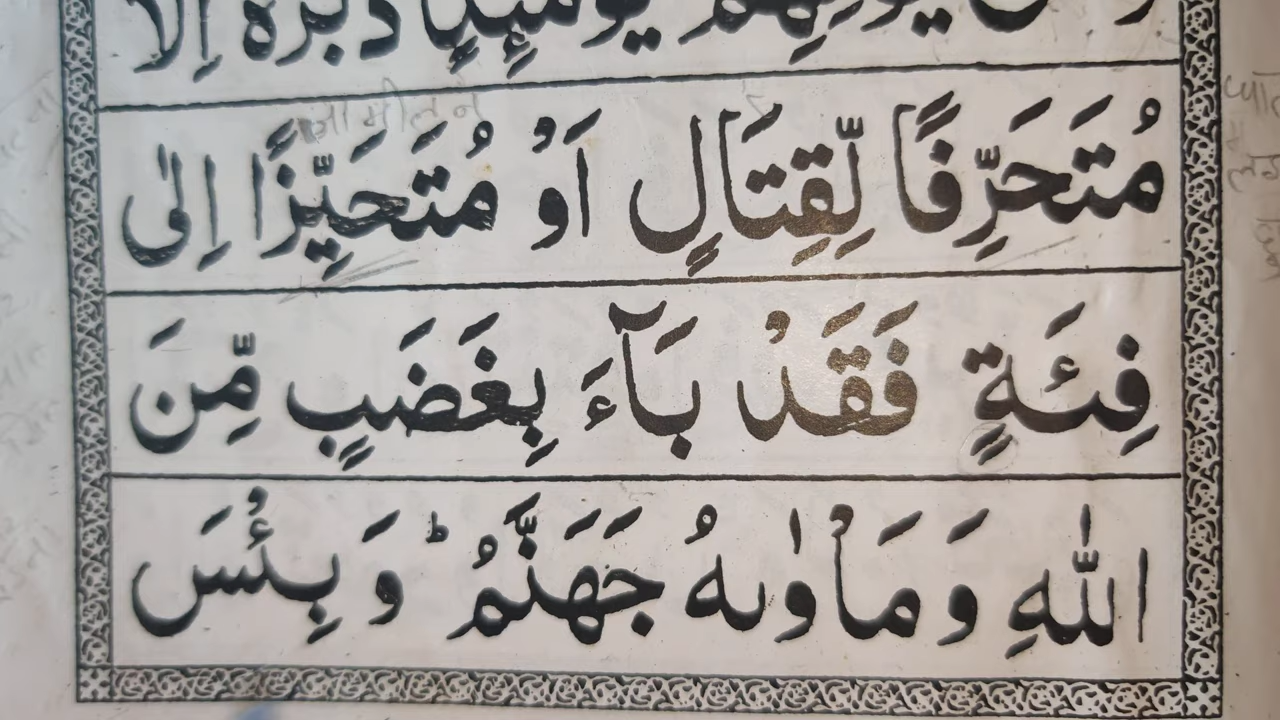 يُّوَلِّهِمْ يَوْمَئِذٍ دُبُرَهٗۤ اِلَّا
مُتَحَرِّفًا لِّقِتَالٍ اَوْ مُتَحَيِّزًا اِلٰى
فِئَةٍ فَقَدْ بَآءَ بِغَضَبٍ مِّنَ
اللّٰهِ وَمَاْوٰىهُ جَهَنَّمُ ؕ وَبِئْسَ